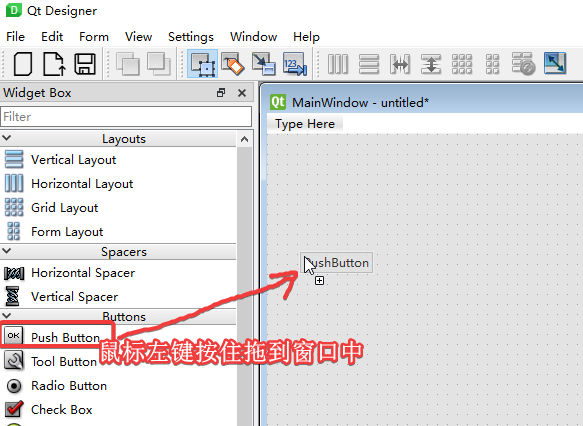 Qt Designer
File Edit Form View Settings Window Help
Widget Box
Filter
Layouts
Vertical Layout
Horizontal Layout
Grid Layout
Form Layout
Spacers
Horizontal Spacer
Vertical Spacer
Buttons
OK Push Button
Tool Button
Radio Button
Check Box
Qt MainWindow - untitled*
Type Here
PushButton
鼠标左键按住拖到窗口中